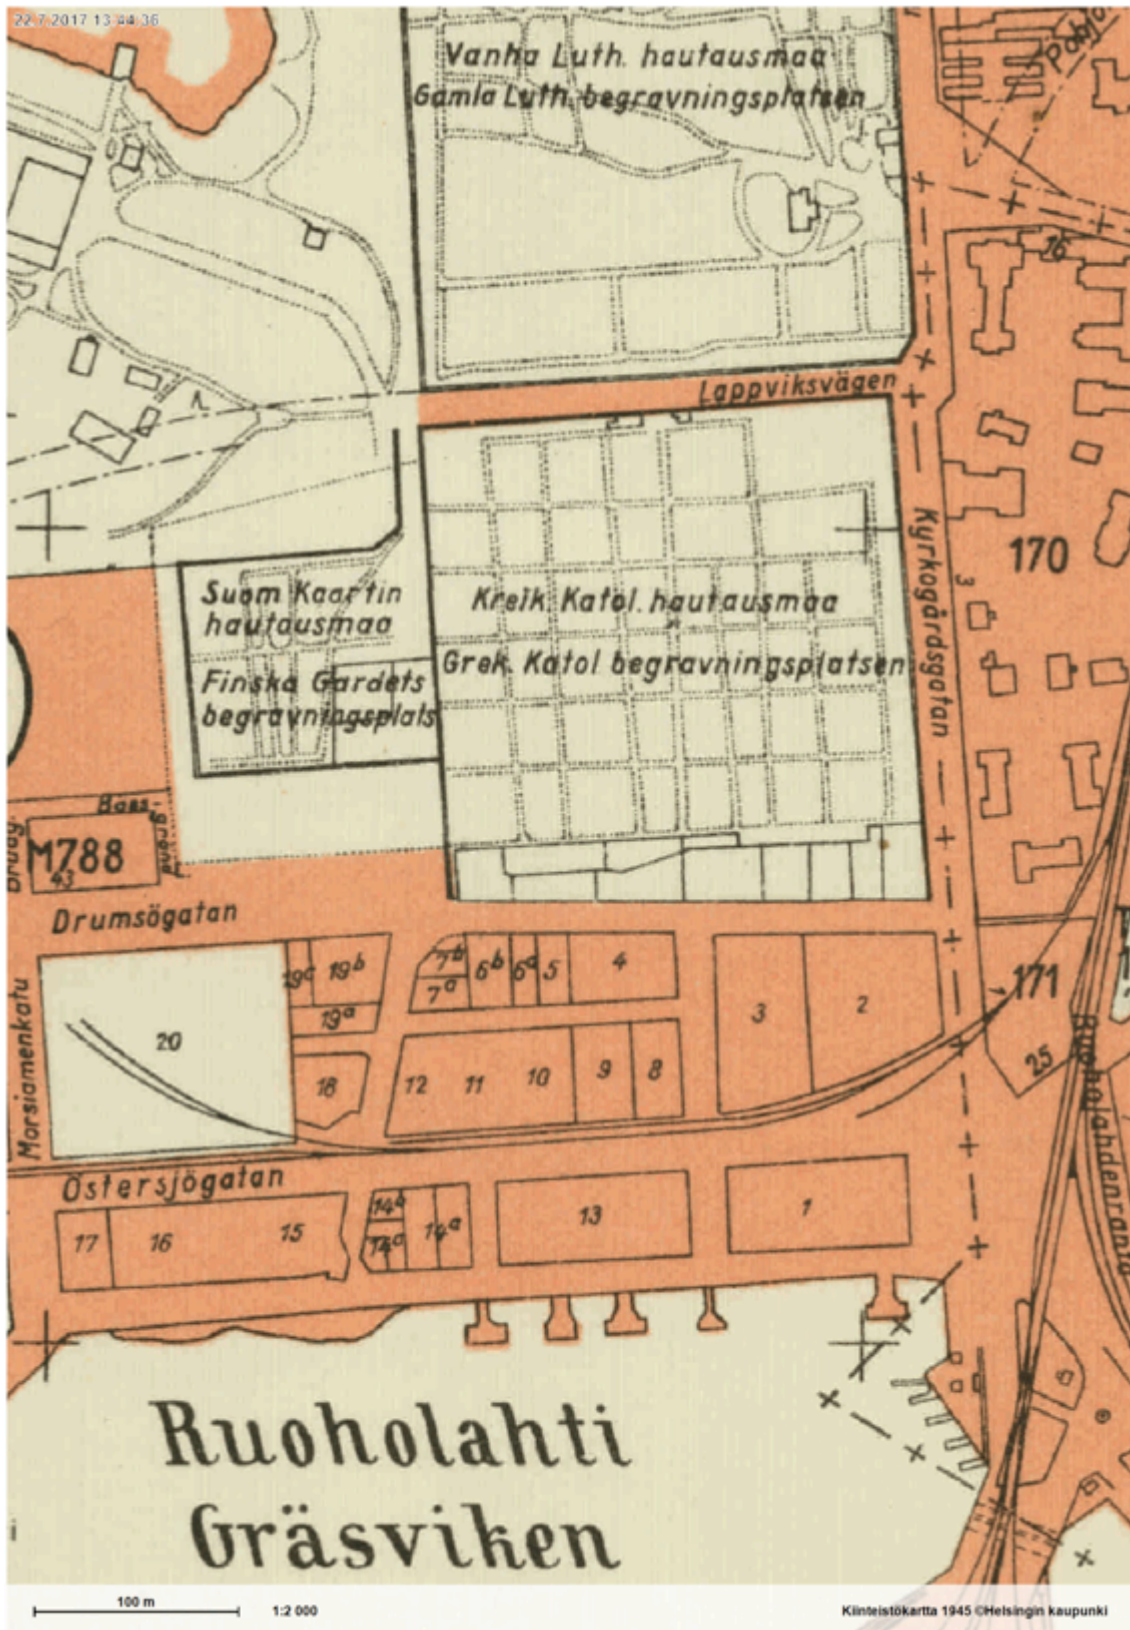 22.7.2017 13:44:36
Vanha Luth. hautausmaa
Gamla Luth. begravningsplatsen
16
Lappviksvägen
170
Kyrkogårdsgatan
3
Suom Kaartin
hautausmaa
Finska Gardets
begravningsplats
Kreik. Katol. hautausmaa
Grek. Katol begravningsplatsen
M788
43
Drumsögatan
Morsiamenkatu
20
19c
19b
19a
18
7b
7a
6b
6a
5
4
12
11
10
9
8
3
2
171
25
Ruoholahdenranta
Östersjögatan
17
16
15
14b
14a
13
1
Ruoholahti
Gräsviken
100 m
1:2 000
Kiinteistökartta 1945 ©Helsingin kaupunki